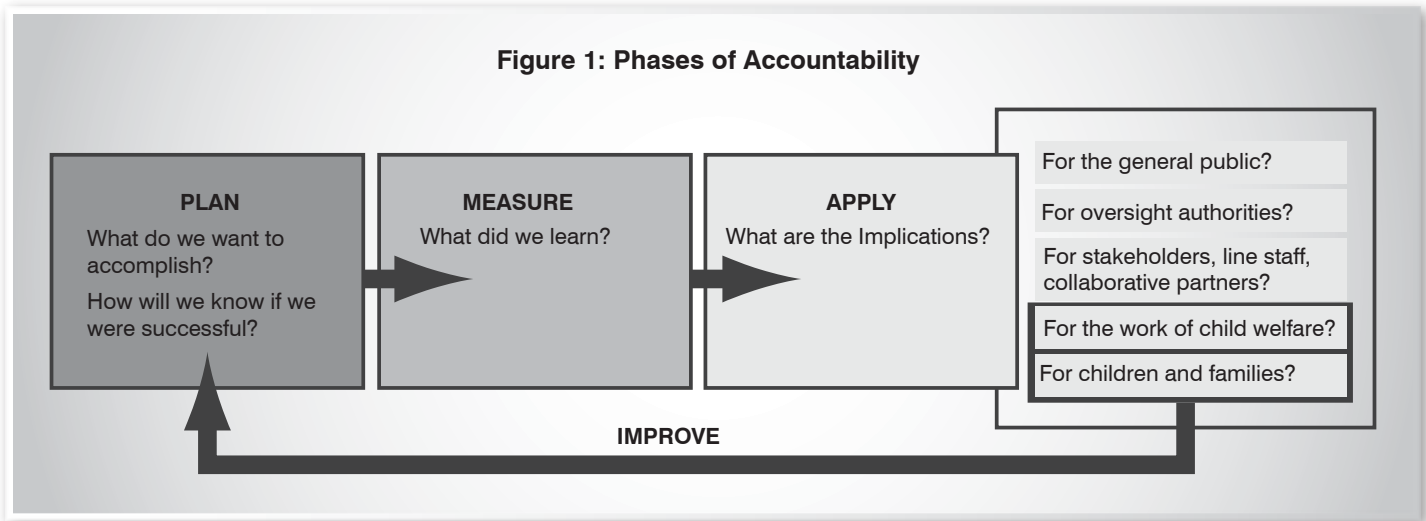 Figure 1: Phases of Accountability
PLAN
What do we want to
accomplish?
How will we know if we
were successful?
MEASURE
What did we learn?
APPLY
What are the Implications?
For the general public?
For oversight authorities?
For stakeholders, line staff,
collaborative partners?
For the work of child welfare?
For children and families?
IMPROVE